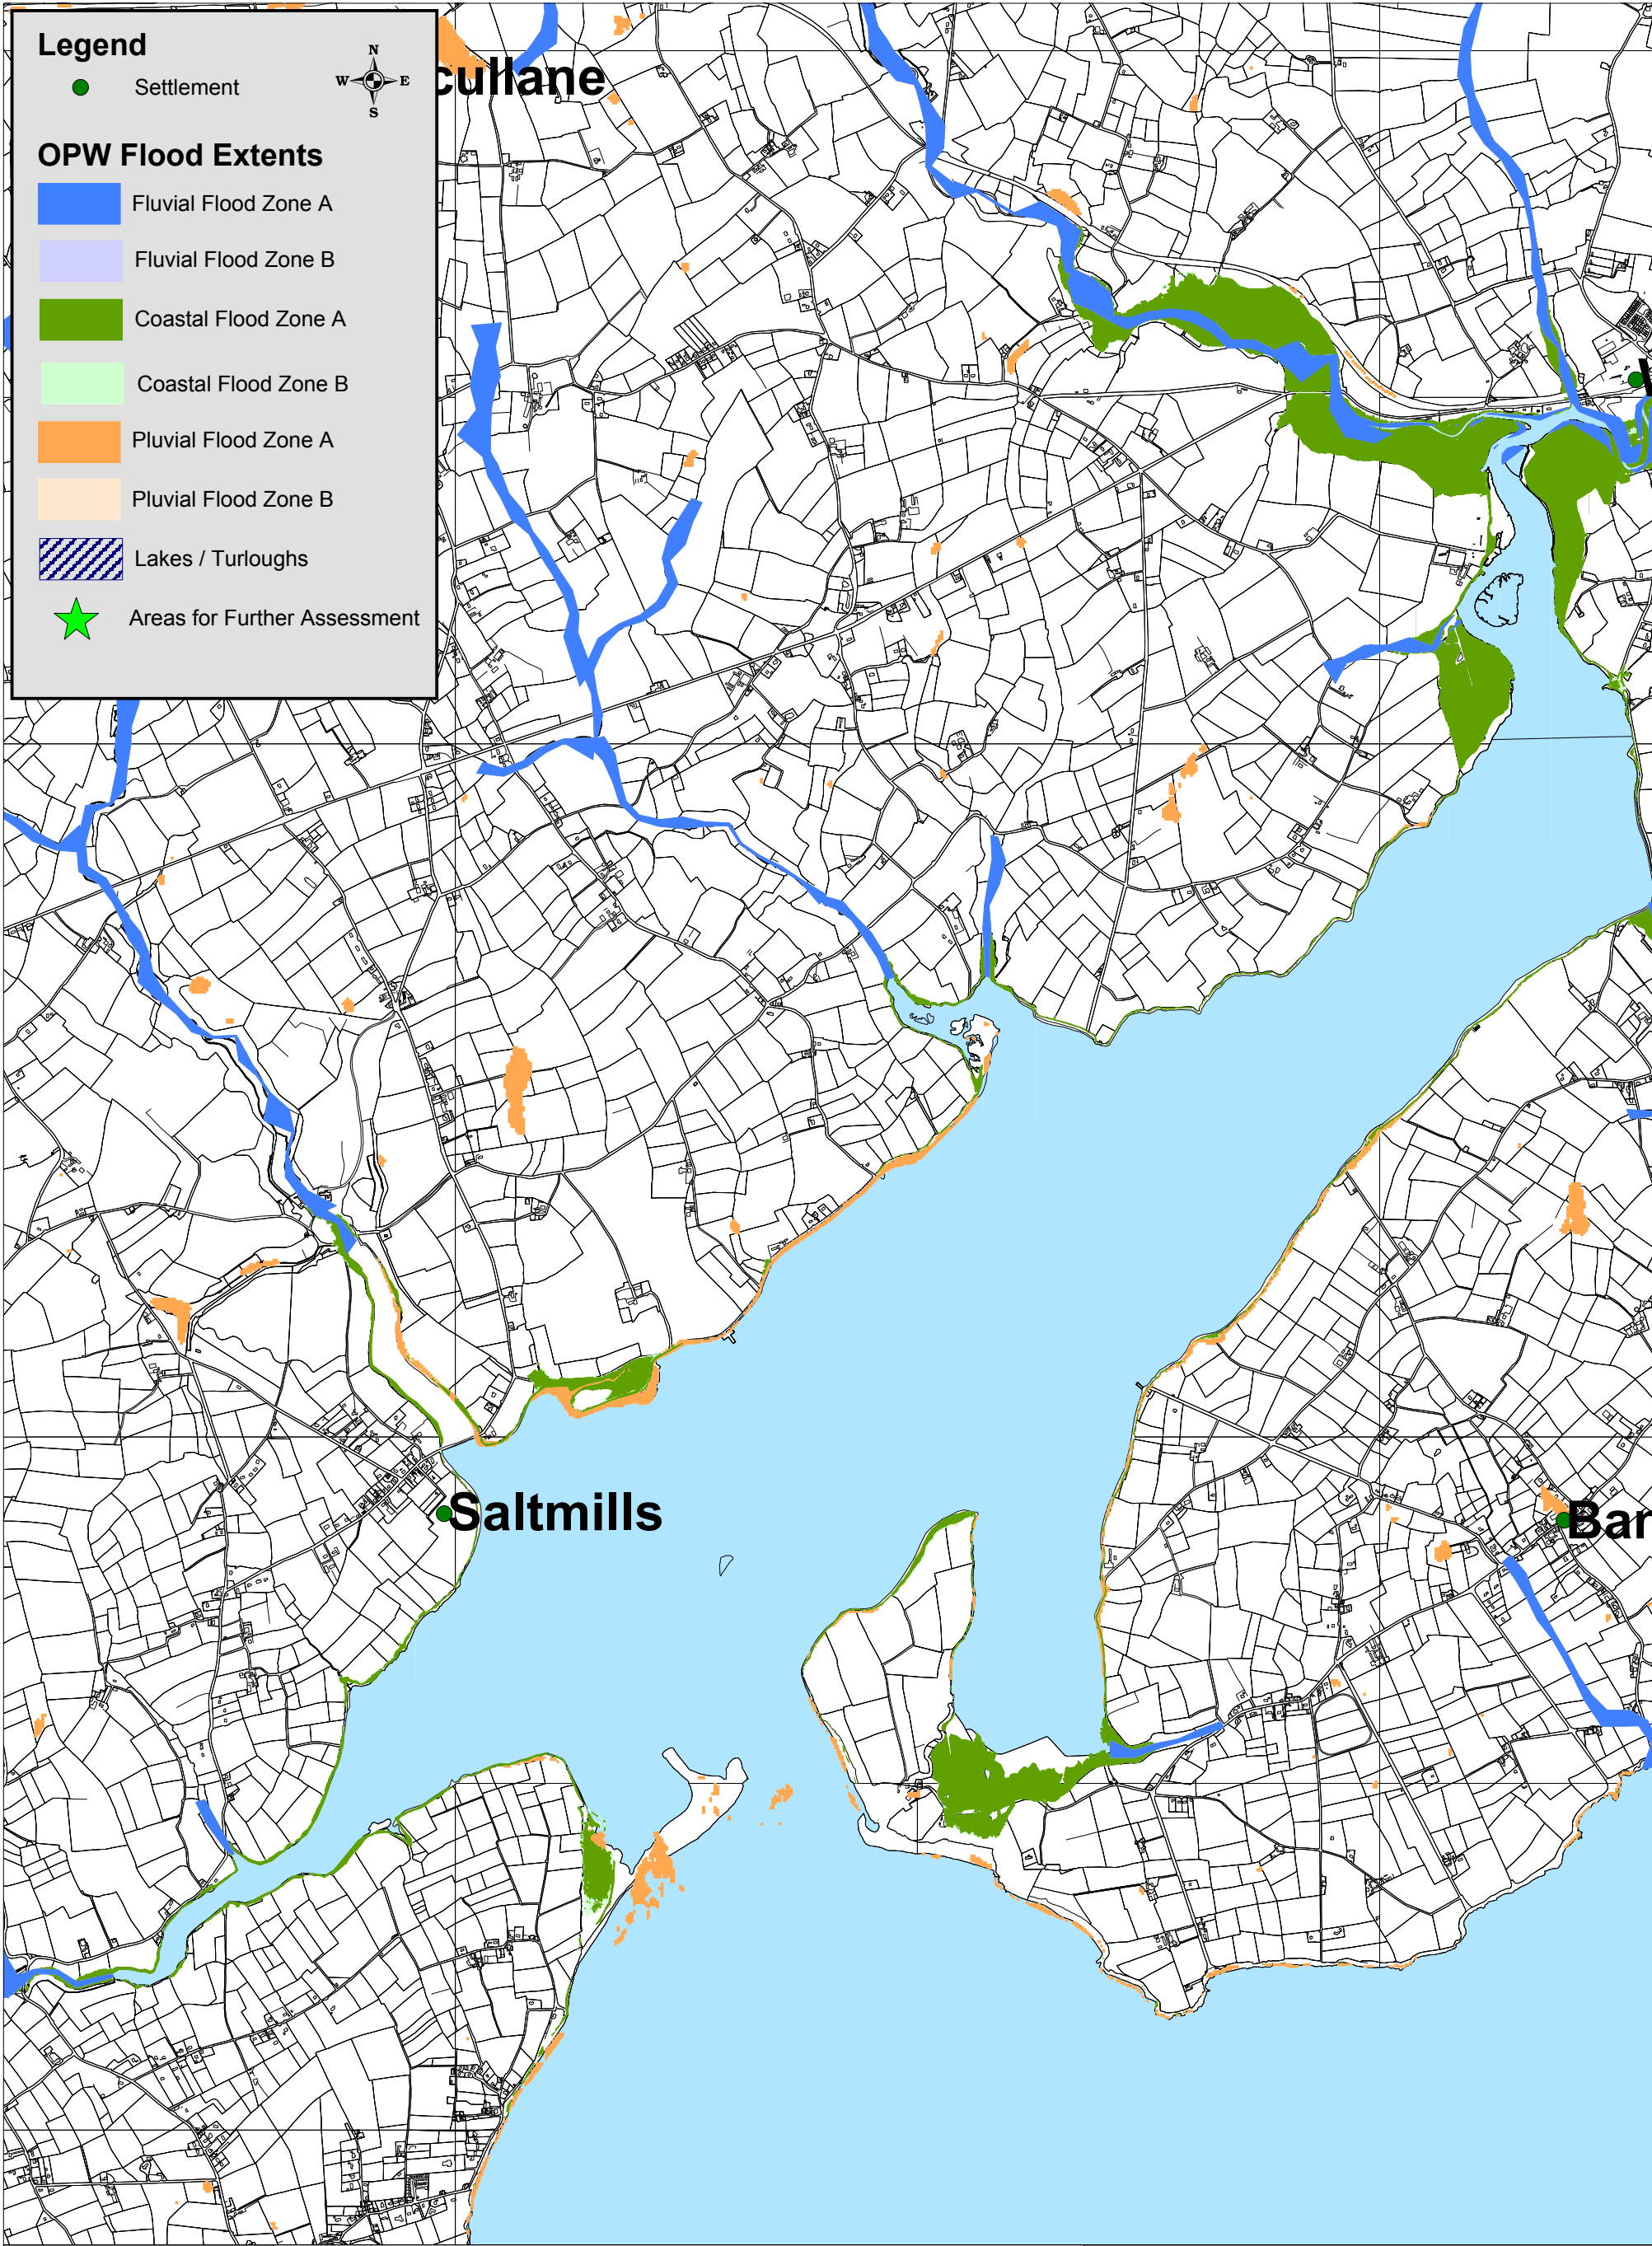 Legend
N
W E
S
Settlement
cullane
OPW Flood Extents
Fluvial Flood Zone A
Fluvial Flood Zone B
Coastal Flood Zone A
Coastal Flood Zone B
Pluvial Flood Zone A
Pluvial Flood Zone B
Lakes / Turloughs
Areas for Further Assessment
Saltmills
Bar